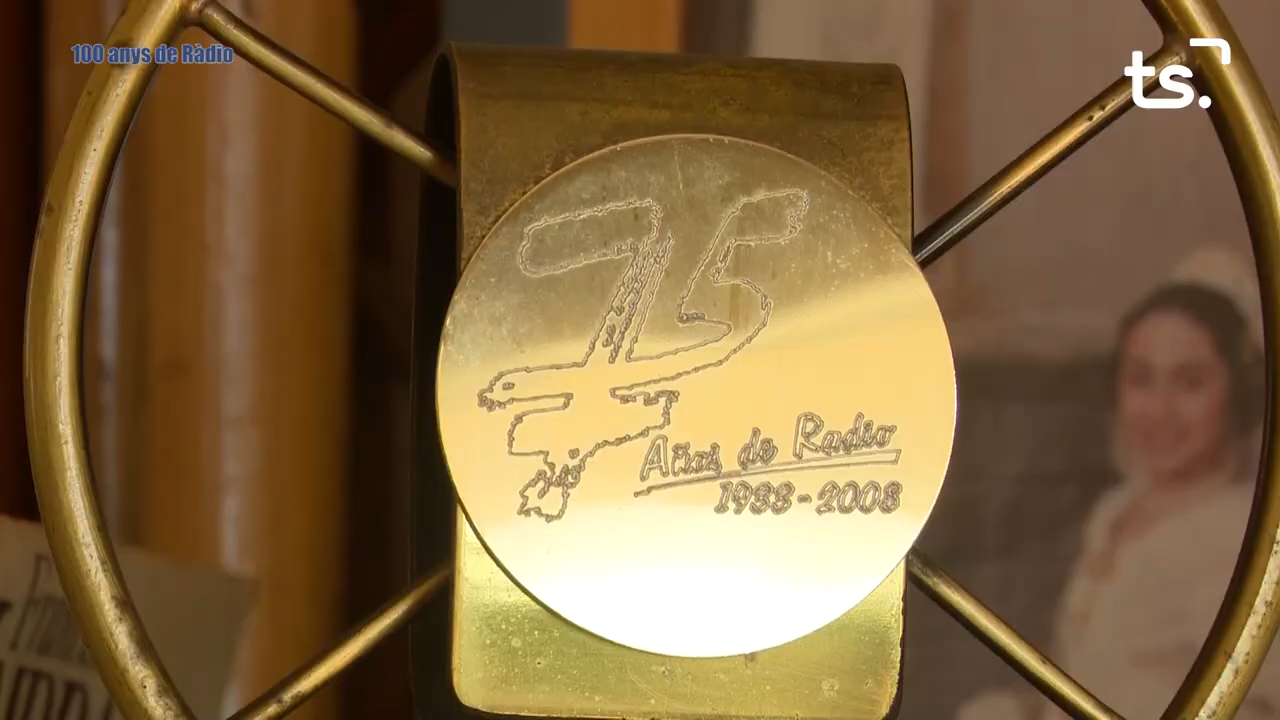 100 anys de Ràdio
ts.
75
Años de Radio
1933-2008